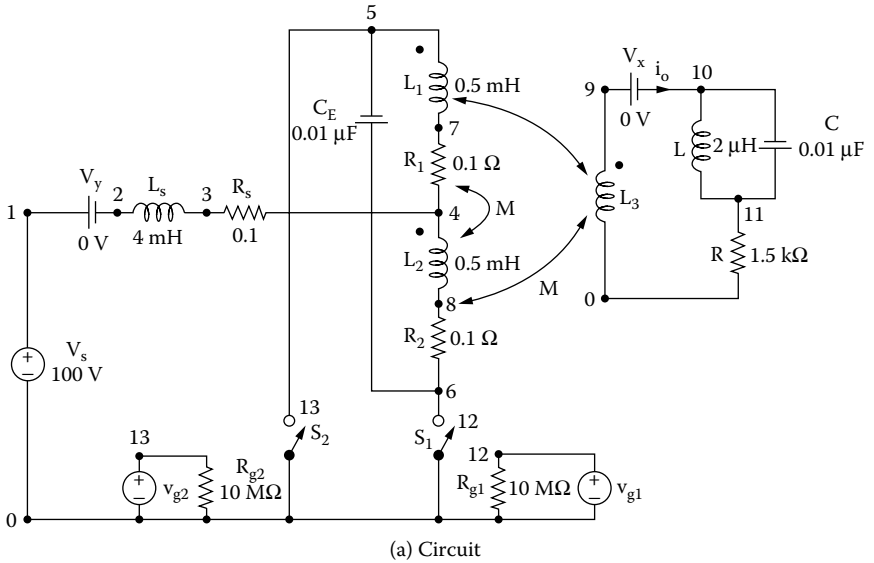 5
L1 0.5 mH
CE
0.01 μF
7
R1 0.1 Ω
Vy
2 Ls 3 Rs
1
0 V 4 mH 0.1
4
M
L2 0.5 mH
8
M
R2 0.1 Ω
6
Vx
9 io 10
0 V
L 2 μH
C
0.01 μF
L3
11
R 1.5 kΩ
0
Vs
+
−
100 V
13
S2
12
S1
13
+
−
vg2
Rg2
10 MΩ
12
Rg1 10 MΩ
+
−
vg1
0
(a) Circuit